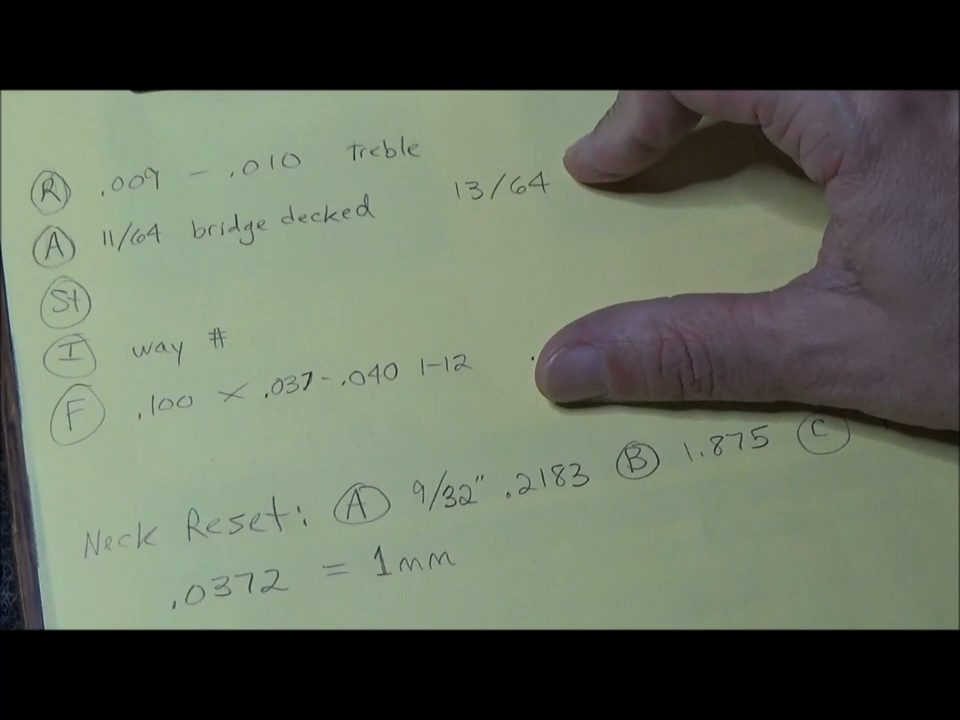 R .009 - .010 Treble
A 11/64 bridge decked 13/64
St
I way #
F .100 x .037 - .040 1-12
Neck Reset: A 9/32" .2183 B 1.875 C
.0372 = 1mm